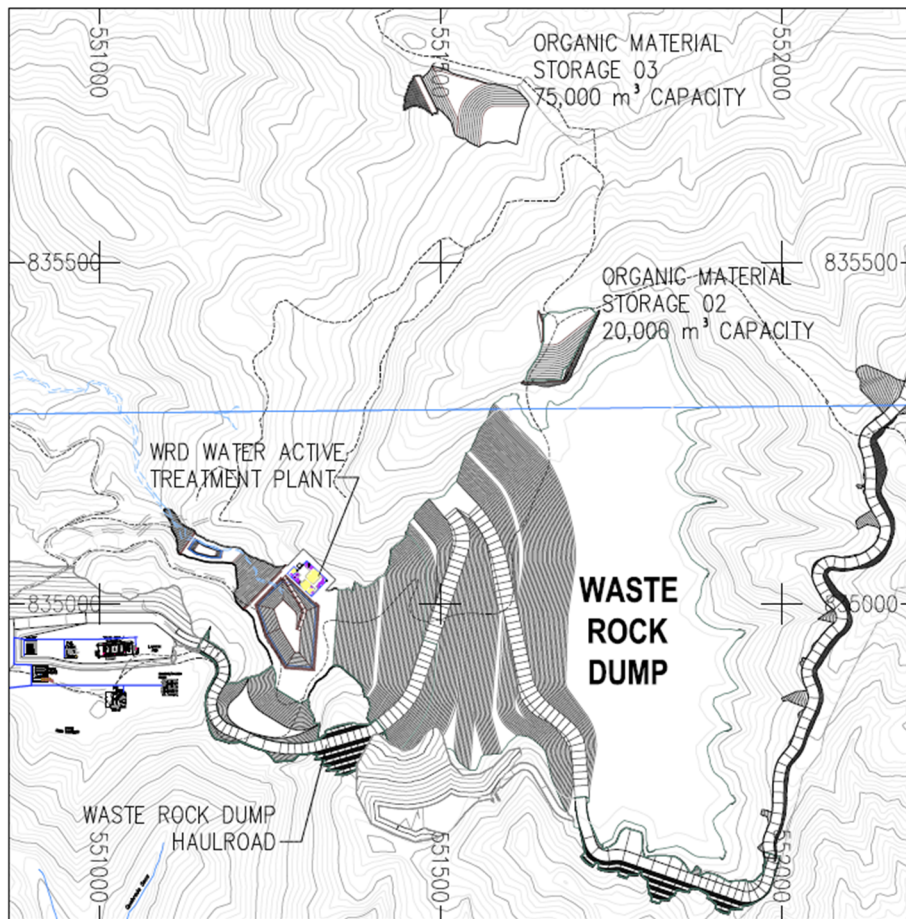 551000
551500
552000
ORGANIC MATERIAL
STORAGE 03
75,000 m³ CAPACITY
835500
835500
ORGANIC MATERIAL
STORAGE 02
20,000 m³ CAPACITY
WRD WATER ACTIVE
TREATMENT PLANT
835000
835000
WASTE
ROCK
DUMP
WASTE ROCK DUMP
HAULROAD
551000
551500
552000